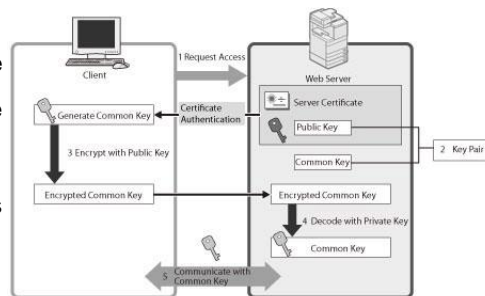 Client
1 Request Access
Web Server
Server Certificate
Certificate
Authentication
Generate Common Key
Public Key
Common Key
2 Key Pair
3 Encrypt with Public Key
Encrypted Common Key
Encrypted Common Key
4 Decode with Private Key
Common Key
5 Communicate with
Common Key